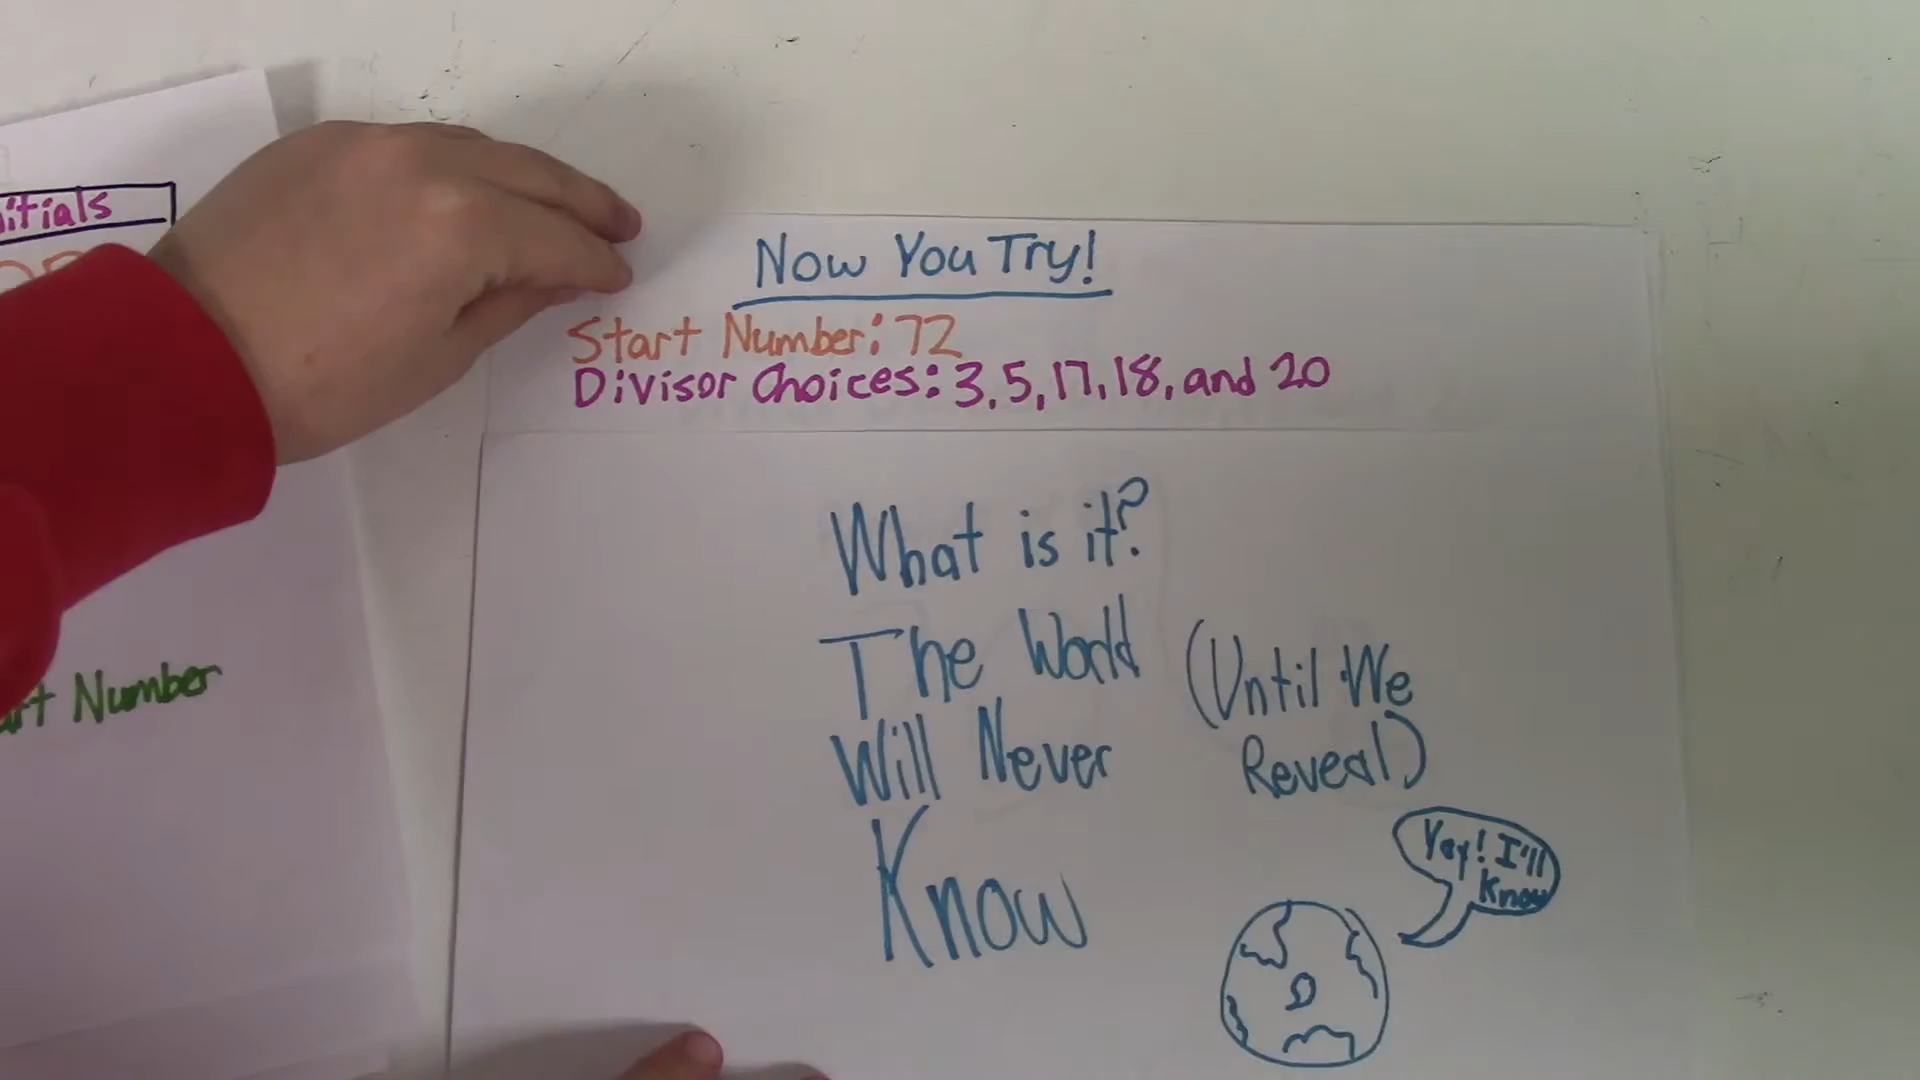 itials
Now You Try!
Start Number: 72
Divisor Choices: 3, 5, 17, 18, and 20
What is it?
The World
Will Never
Know
(Until We
Reveal)
Yay! I'll
Know
art Number